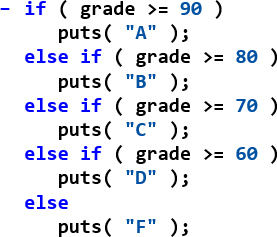 – if ( grade >= 90 )
puts( "A" );
else if ( grade >= 80 )
puts( "B" );
else if ( grade >= 70 )
puts( "C" );
else if ( grade >= 60 )
puts( "D" );
else
puts( "F" );